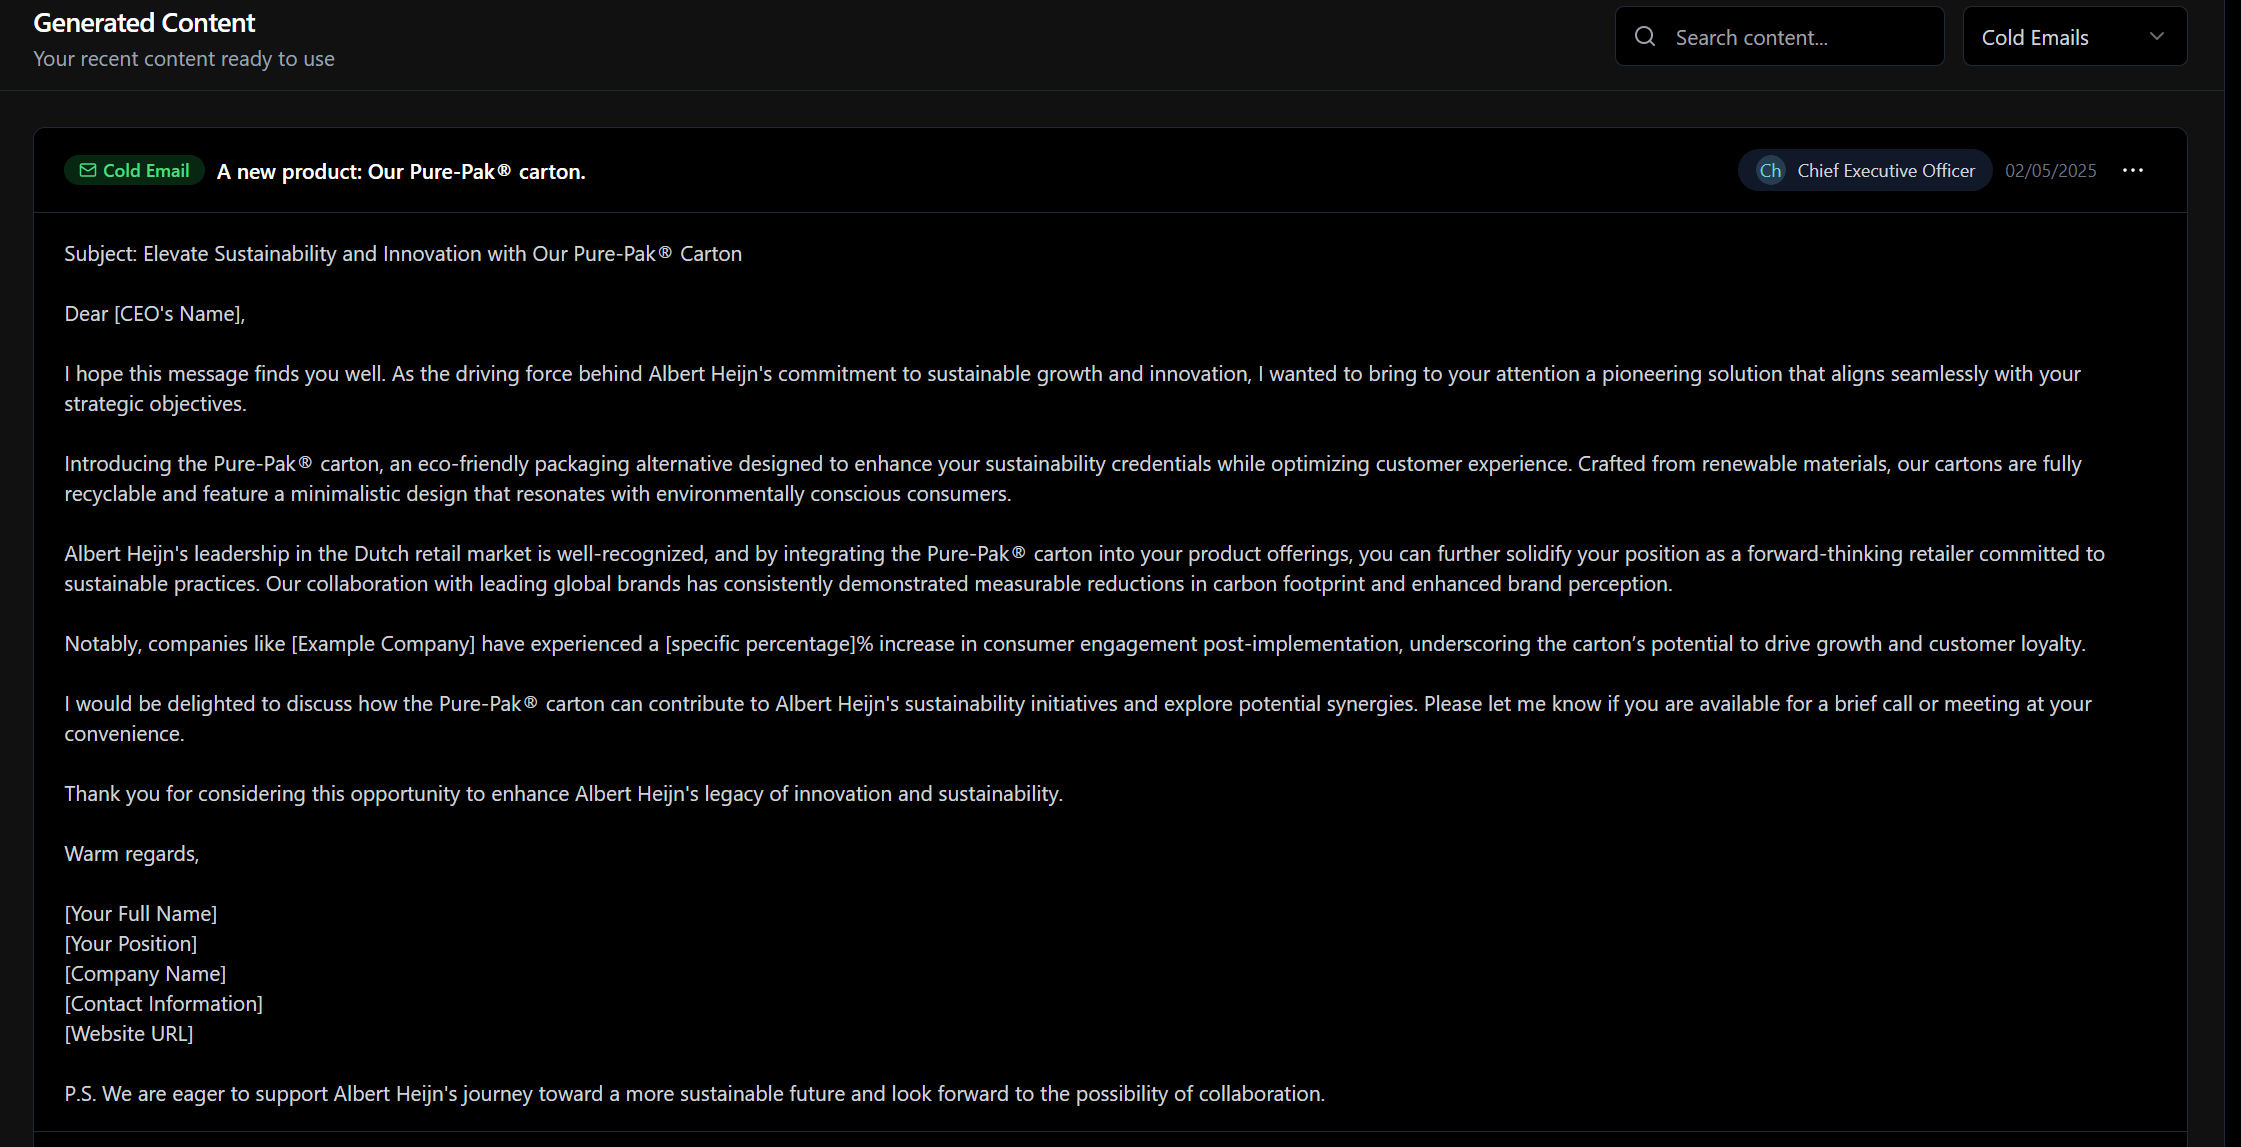 Generated Content
Your recent content ready to use
Search content...
Cold Emails
Cold Email
A new product: Our Pure-Pak® carton.
Ch
Chief Executive Officer
02/05/2025
Subject: Elevate Sustainability and Innovation with Our Pure-Pak® Carton
Dear [CEO's Name],
I hope this message finds you well. As the driving force behind Albert Heijn's commitment to sustainable growth and innovation, I wanted to bring to your attention a pioneering solution that aligns seamlessly with your
strategic objectives.
Introducing the Pure-Pak® carton, an eco-friendly packaging alternative designed to enhance your sustainability credentials while optimizing customer experience. Crafted from renewable materials, our cartons are fully
recyclable and feature a minimalistic design that resonates with environmentally conscious consumers.
Albert Heijn's leadership in the Dutch retail market is well-recognized, and by integrating the Pure-Pak® carton into your product offerings, you can further solidify your position as a forward-thinking retailer committed to
sustainable practices. Our collaboration with leading global brands has consistently demonstrated measurable reductions in carbon footprint and enhanced brand perception.
Notably, companies like [Example Company] have experienced a [specific percentage]% increase in consumer engagement post-implementation, underscoring the carton’s potential to drive growth and customer loyalty.
I would be delighted to discuss how the Pure-Pak® carton can contribute to Albert Heijn's sustainability initiatives and explore potential synergies. Please let me know if you are available for a brief call or meeting at your
convenience.
Thank you for considering this opportunity to enhance Albert Heijn's legacy of innovation and sustainability.
Warm regards,
[Your Full Name]
[Your Position]
[Company Name]
[Contact Information]
[Website URL]
P.S. We are eager to support Albert Heijn's journey toward a more sustainable future and look forward to the possibility of collaboration.